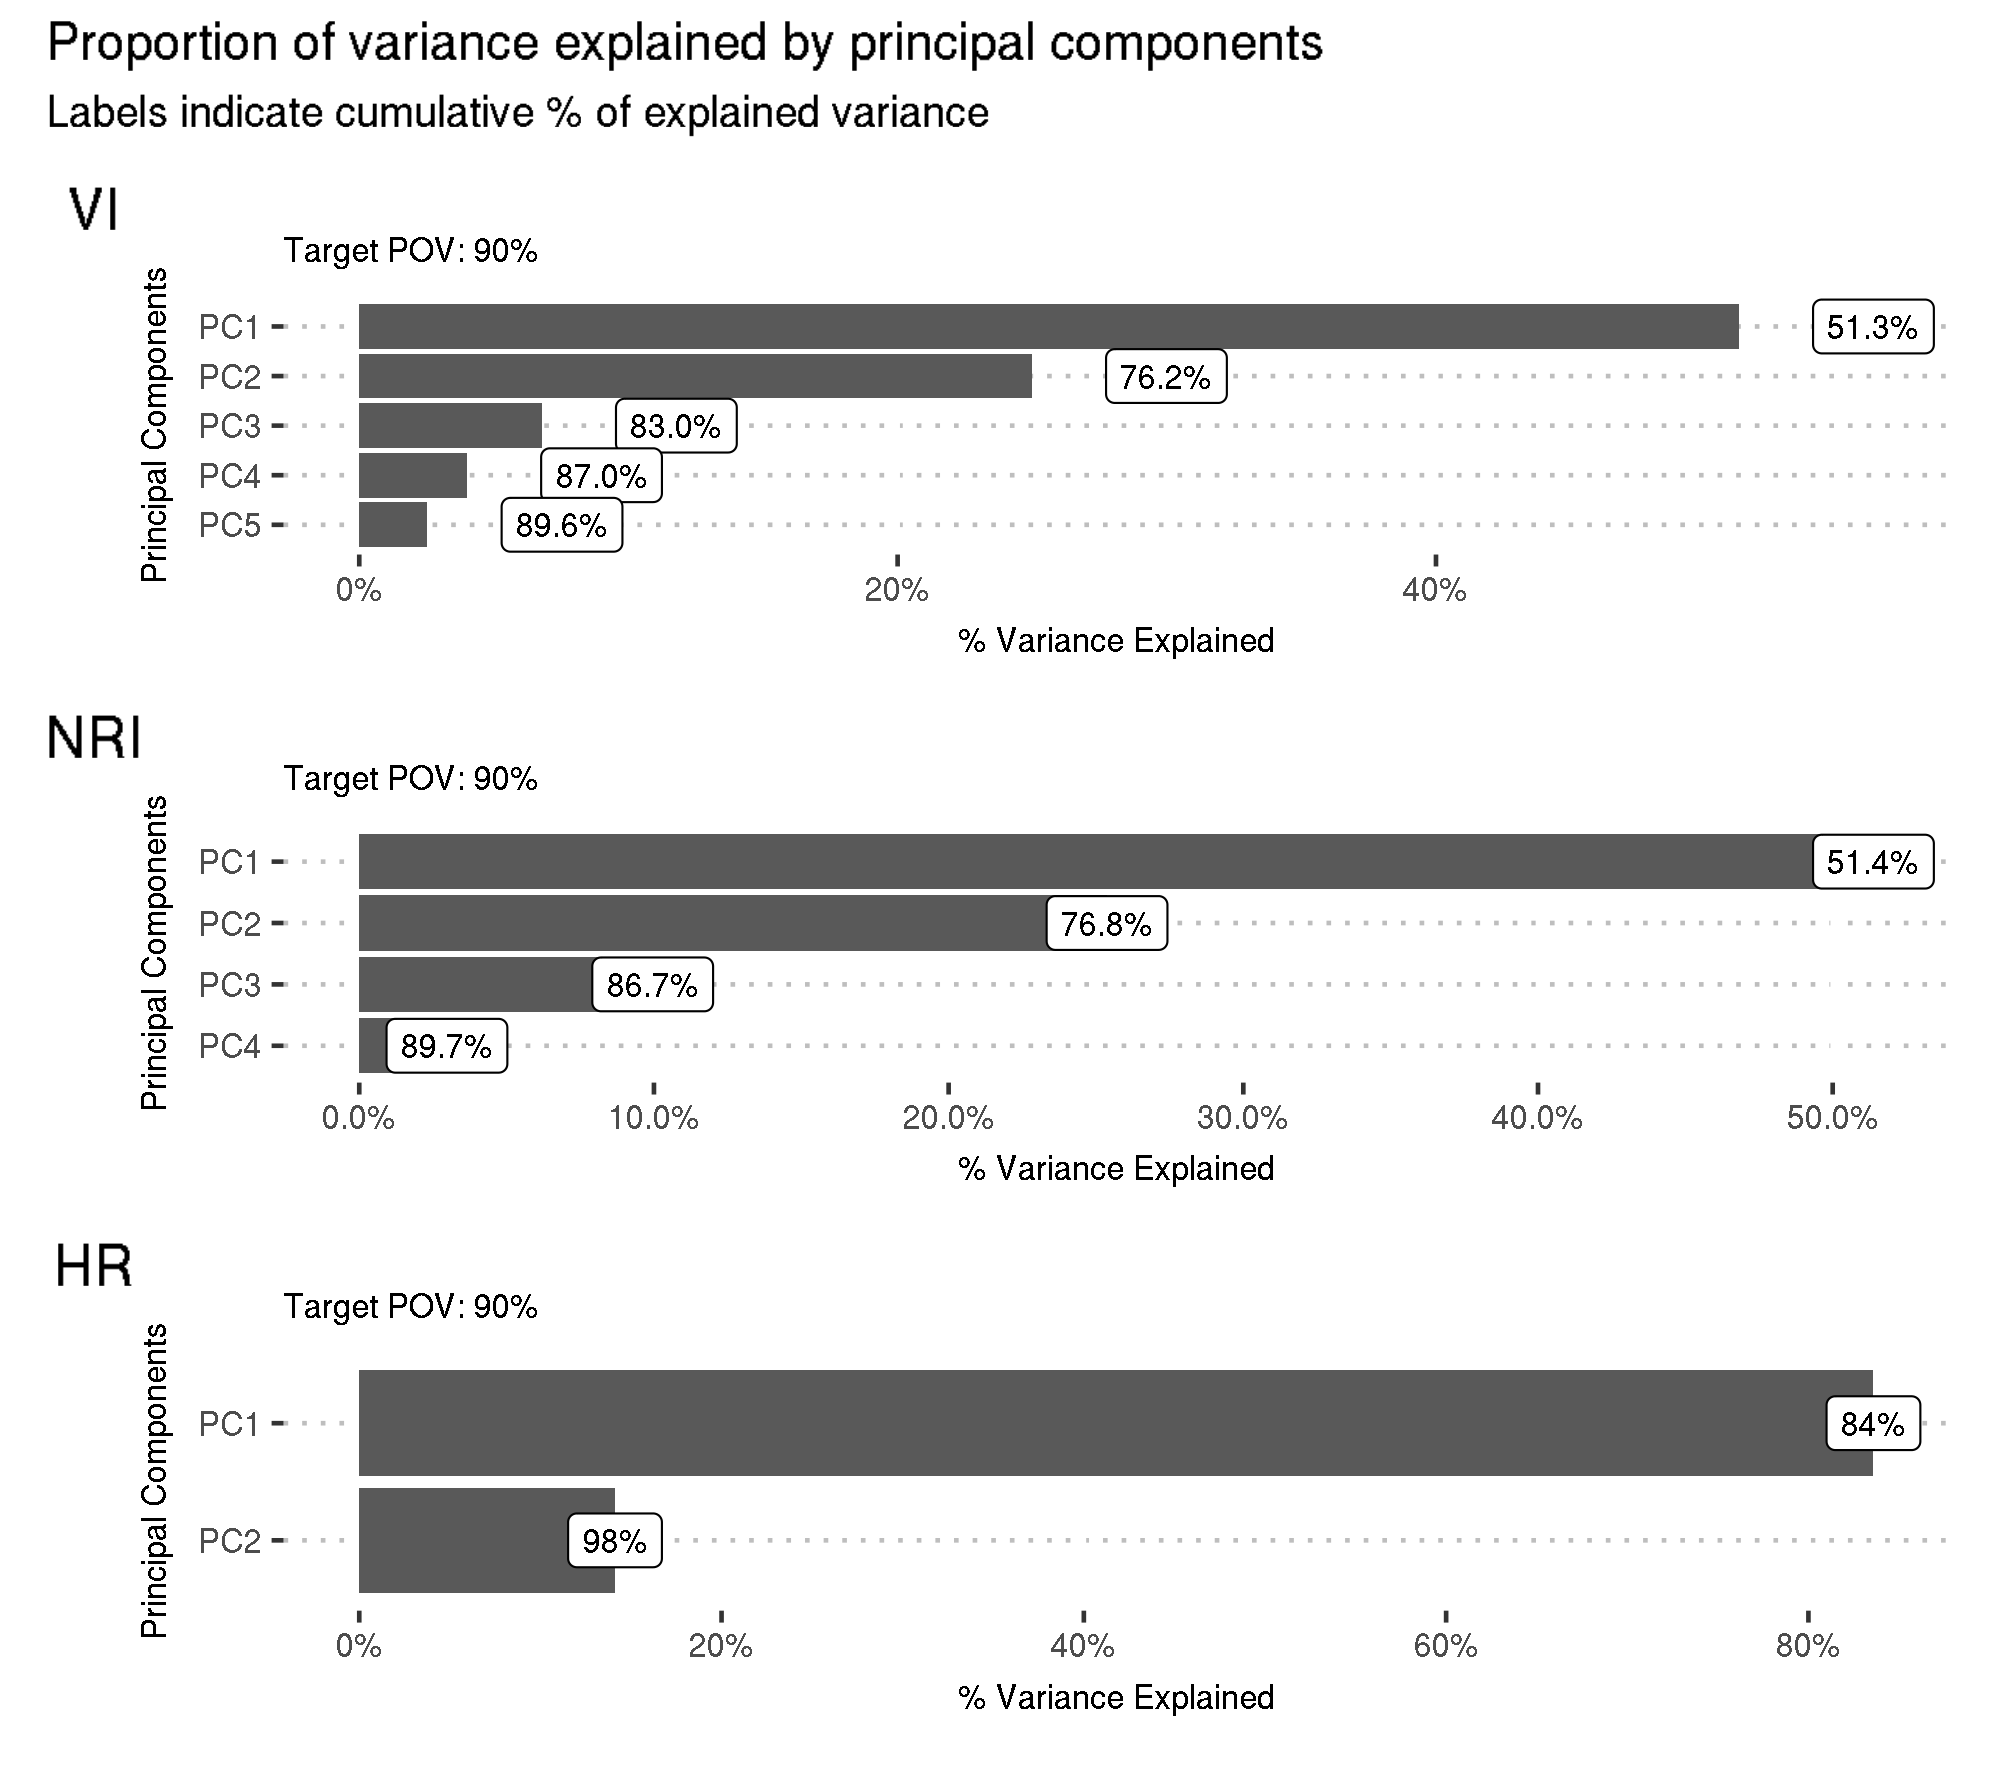 Proportion of variance explained by principal components
Labels indicate cumulative % of explained variance
VI
Target POV: 90%
Principal Components
PC1
51.3%
PC2
76.2%
PC3
83.0%
PC4
87.0%
PC5
89.6%
0% 20% 40%
% Variance Explained
NRI
Target POV: 90%
Principal Components
PC1
51.4%
PC2
76.8%
PC3
86.7%
PC4
89.7%
0.0% 10.0% 20.0% 30.0% 40.0% 50.0%
% Variance Explained
HR
Target POV: 90%
Principal Components
PC1
84%
PC2
98%
0% 20% 40% 60% 80%
% Variance Explained